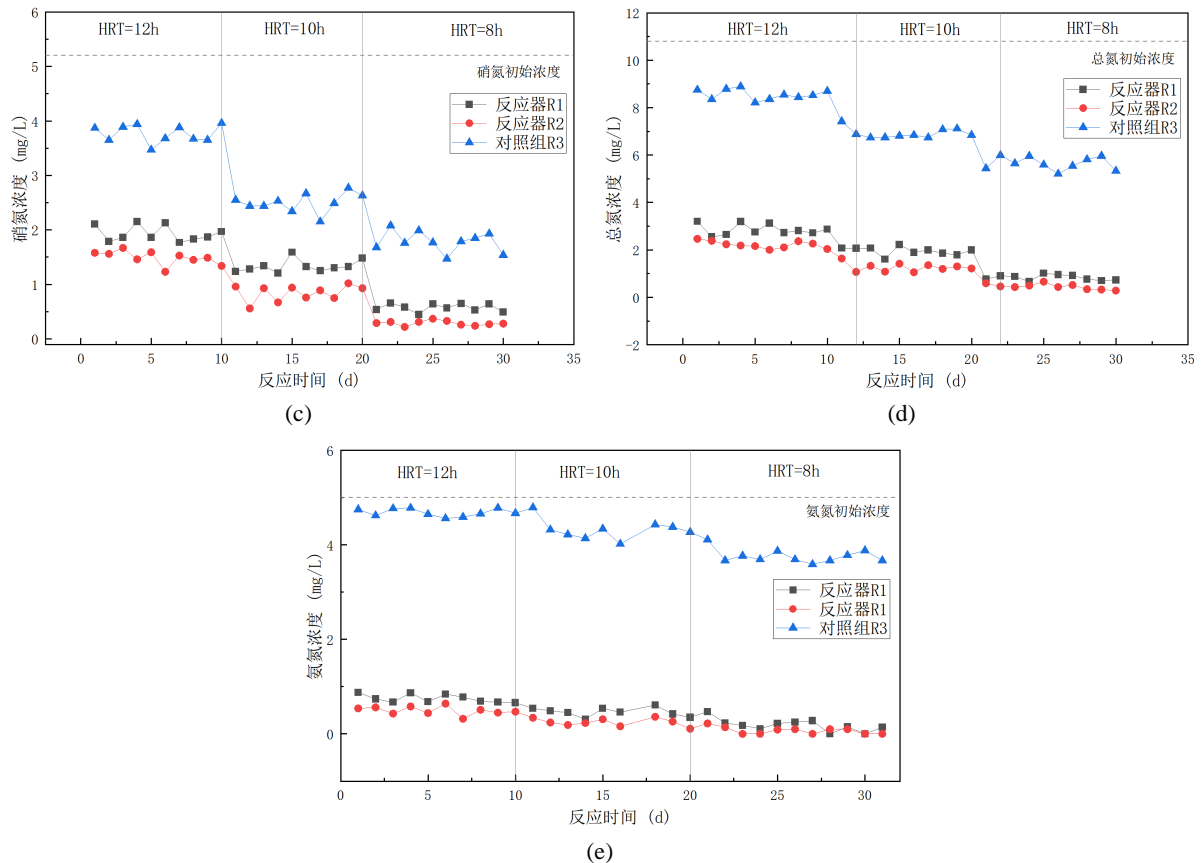 HRT=12h HRT=10h HRT=8h
硝氮初始浓度
反应器R1
反应器R2
对照组R3
硝氮浓度 (mg/L)
6
5
4
3
2
1
0
0 5 10 15 20 25 30 35
反应时间 (d)
(c)
HRT=12h HRT=10h HRT=8h
总氮初始浓度
反应器R1
反应器R2
对照组R3
总氮浓度 (mg/L)
12
10
8
6
4
2
0
-2
0 5 10 15 20 25 30 35
反应时间 (d)
(d)
HRT=12h HRT=10h HRT=8h
氨氮初始浓度
反应器R1
反应器R1
对照组R3
氨氮浓度 (mg/L)
6
4
2
0
0 5 10 15 20 25 30
反应时间 (d)
(e)